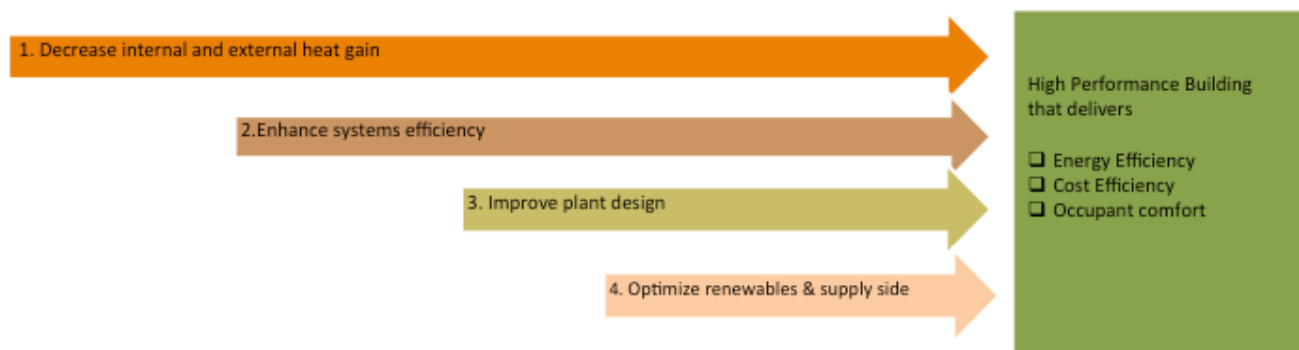 1. Decrease internal and external heat gain
2.Enhance systems efficiency
3. Improve plant design
4. Optimize renewables & supply side
High Performance Building
that delivers
❑ Energy Efficiency
❑ Cost Efficiency
❑ Occupant comfort